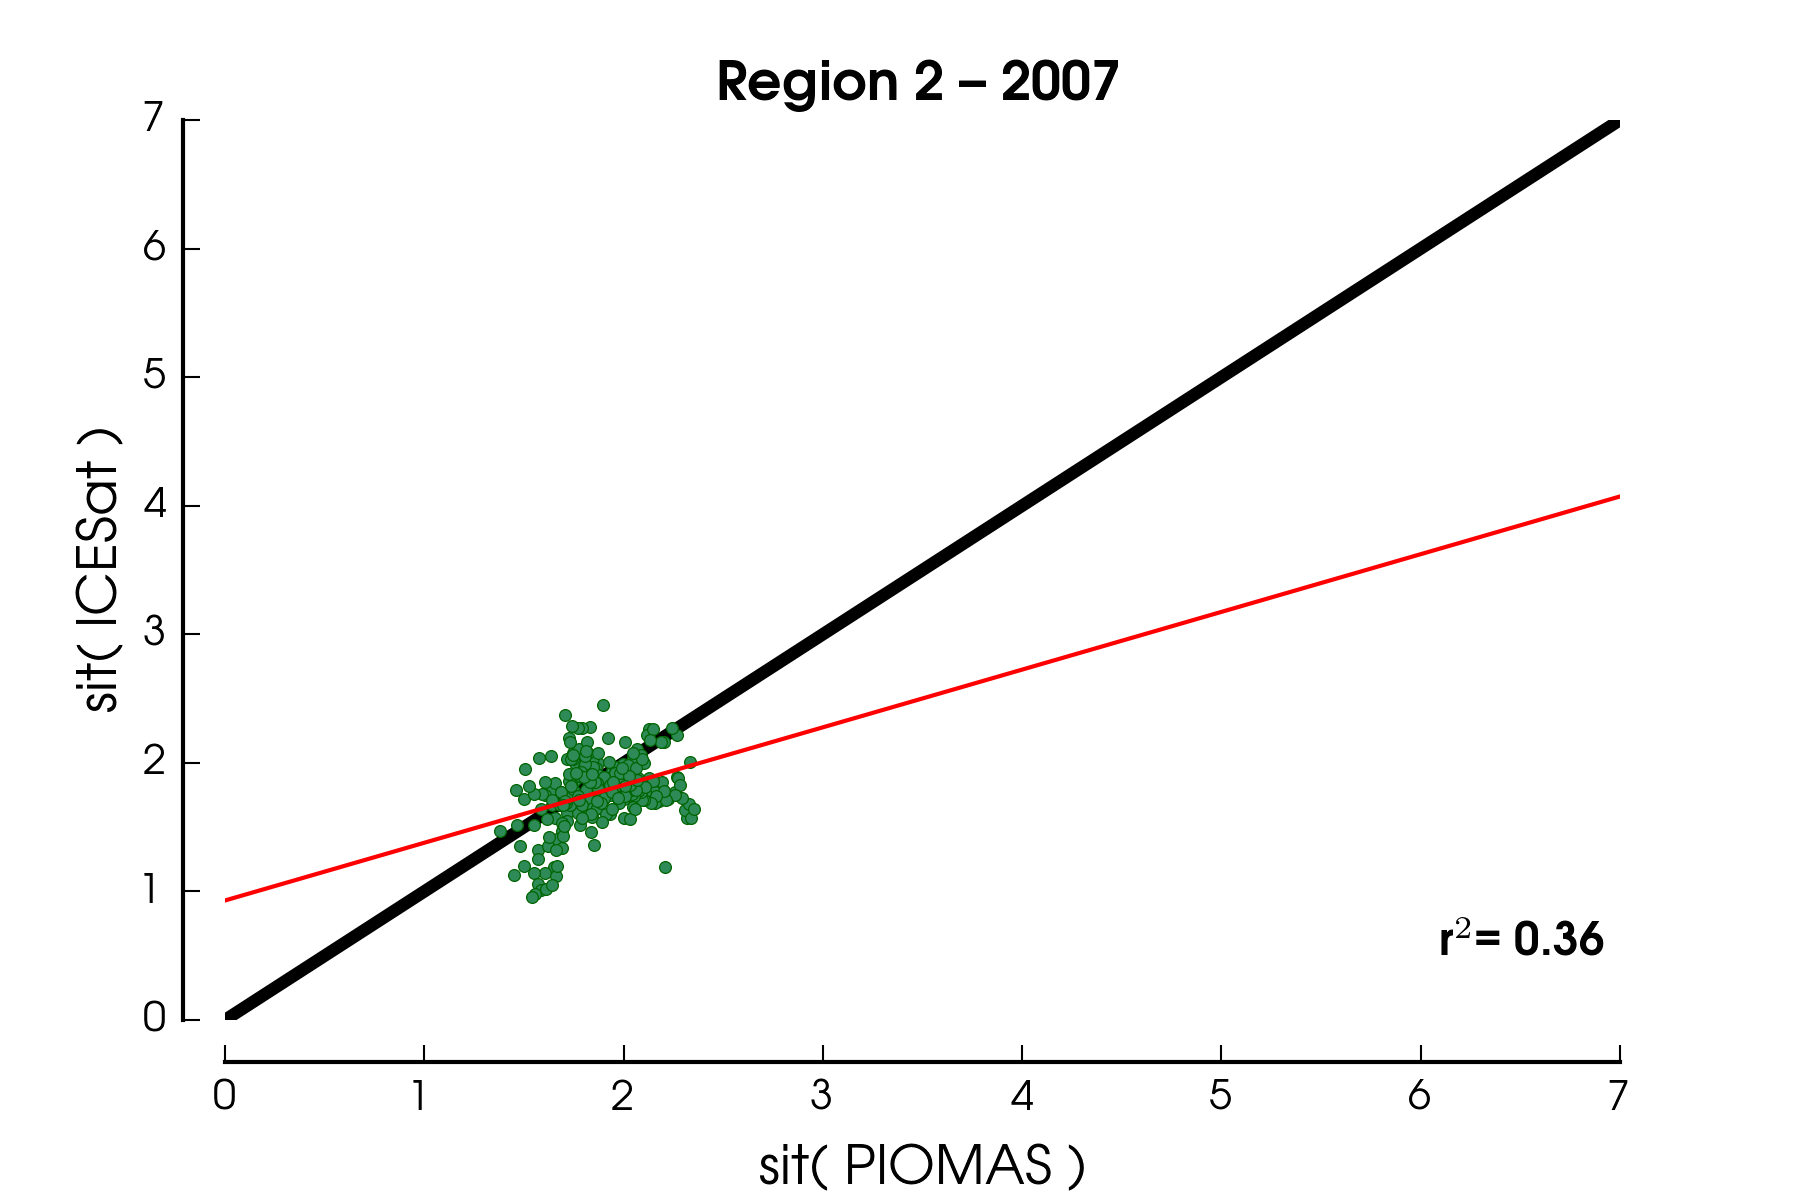 Region 2 – 2007
7
6
5
4
3
2
1
0
sit( ICESat )
r²= 0.36
0 1 2 3 4 5 6 7
sit( PIOMAS )